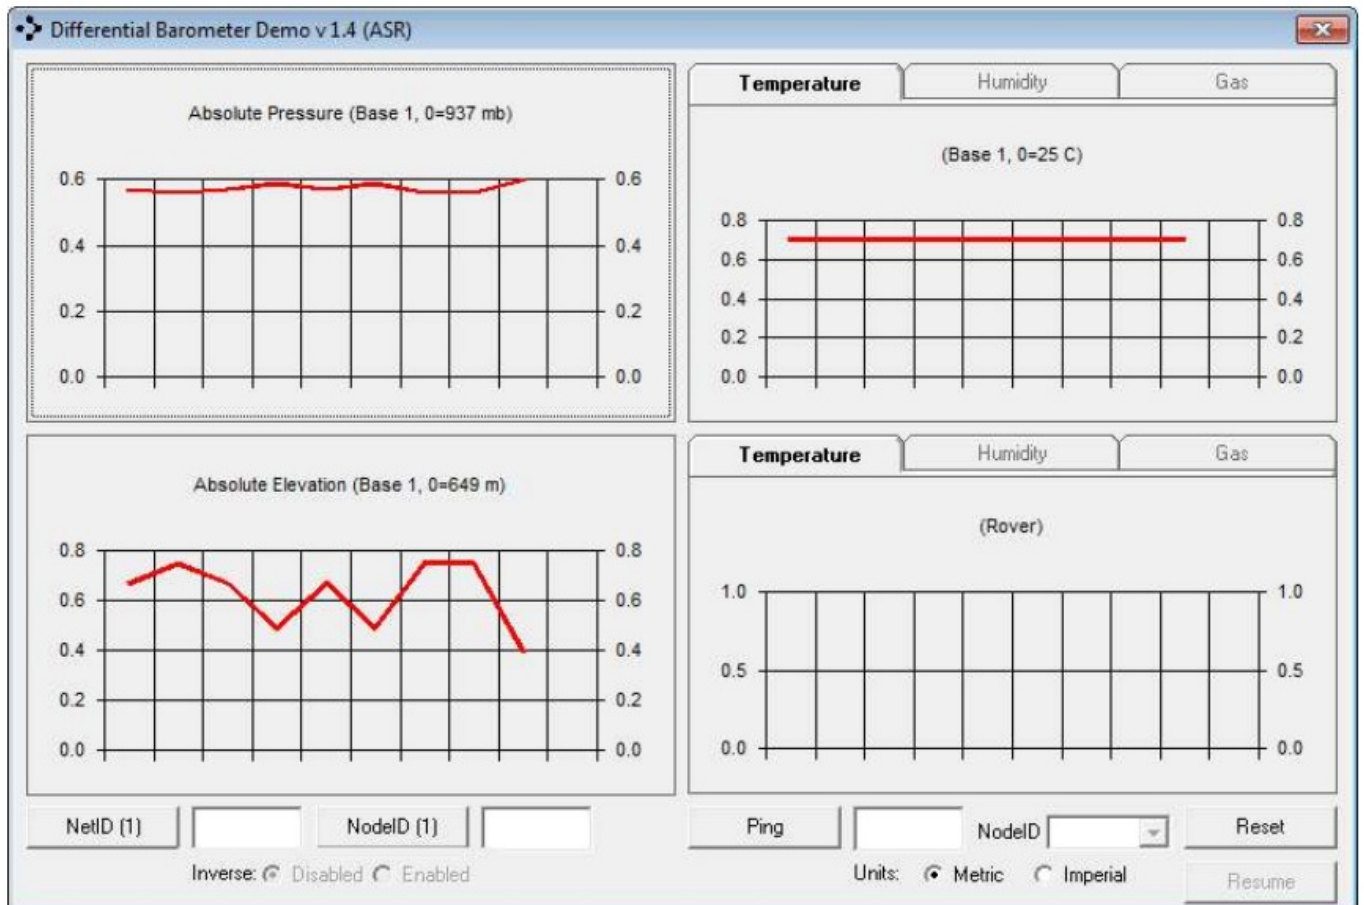 Differential Barometer Demo v 1.4 (ASR)
Absolute Pressure (Base 1, 0=937 mb)
0.6 0.6
0.4 0.4
0.2 0.2
0.0 0.0
Temperature Humidity Gas
(Base 1, 0=25 C)
0.8 0.8
0.6 0.6
0.4 0.4
0.2 0.2
0.0 0.0
Absolute Elevation (Base 1, 0=649 m)
0.8 0.8
0.6 0.6
0.4 0.4
0.2 0.2
0.0 0.0
Temperature Humidity Gas
(Rover)
1.0 1.0
0.5 0.5
0.0 0.0
NetID (1) NodeID (1) Ping NodeID Reset
Inverse: Disabled Enabled Units: Metric Imperial Resume